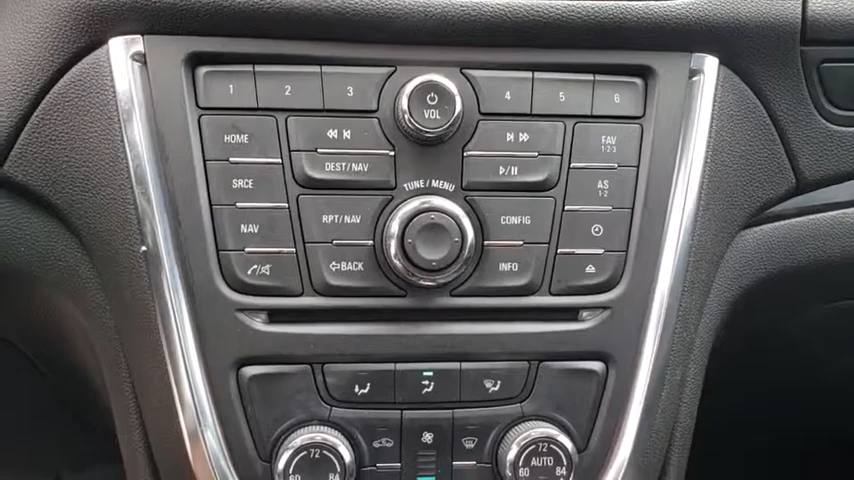 1 2 3 VOL 4 5 6
HOME FAV
1-2-3
DEST/NAV
SRCE TUNE / MENU AS
1-2
NAV RPT/NAV CONFIG
BACK INFO
72 72
60 84 60 AUTO 84